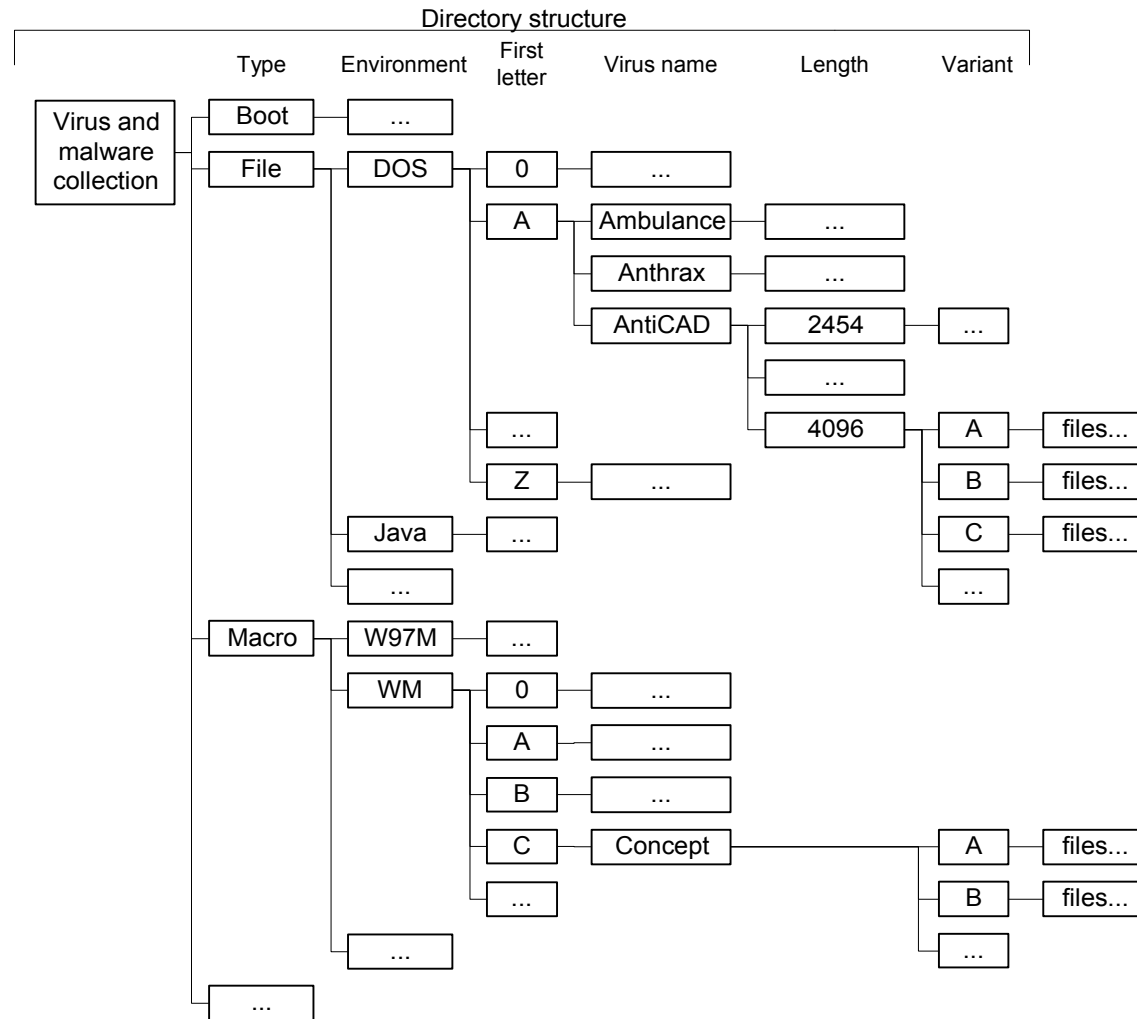 Directory structure
Type
Environment
First
letter
Virus name
Length
Variant
Virus and
malware
collection
Boot
...
File
DOS
0
...
A
Ambulance
...
Anthrax
...
AntiCAD
2454
...
...
...
4096
A
files...
Z
...
B
files...
Java
...
C
files...
...
...
Macro
W97M
...
WM
0
...
A
...
B
...
C
Concept
A
files...
...
B
files...
...
...
...